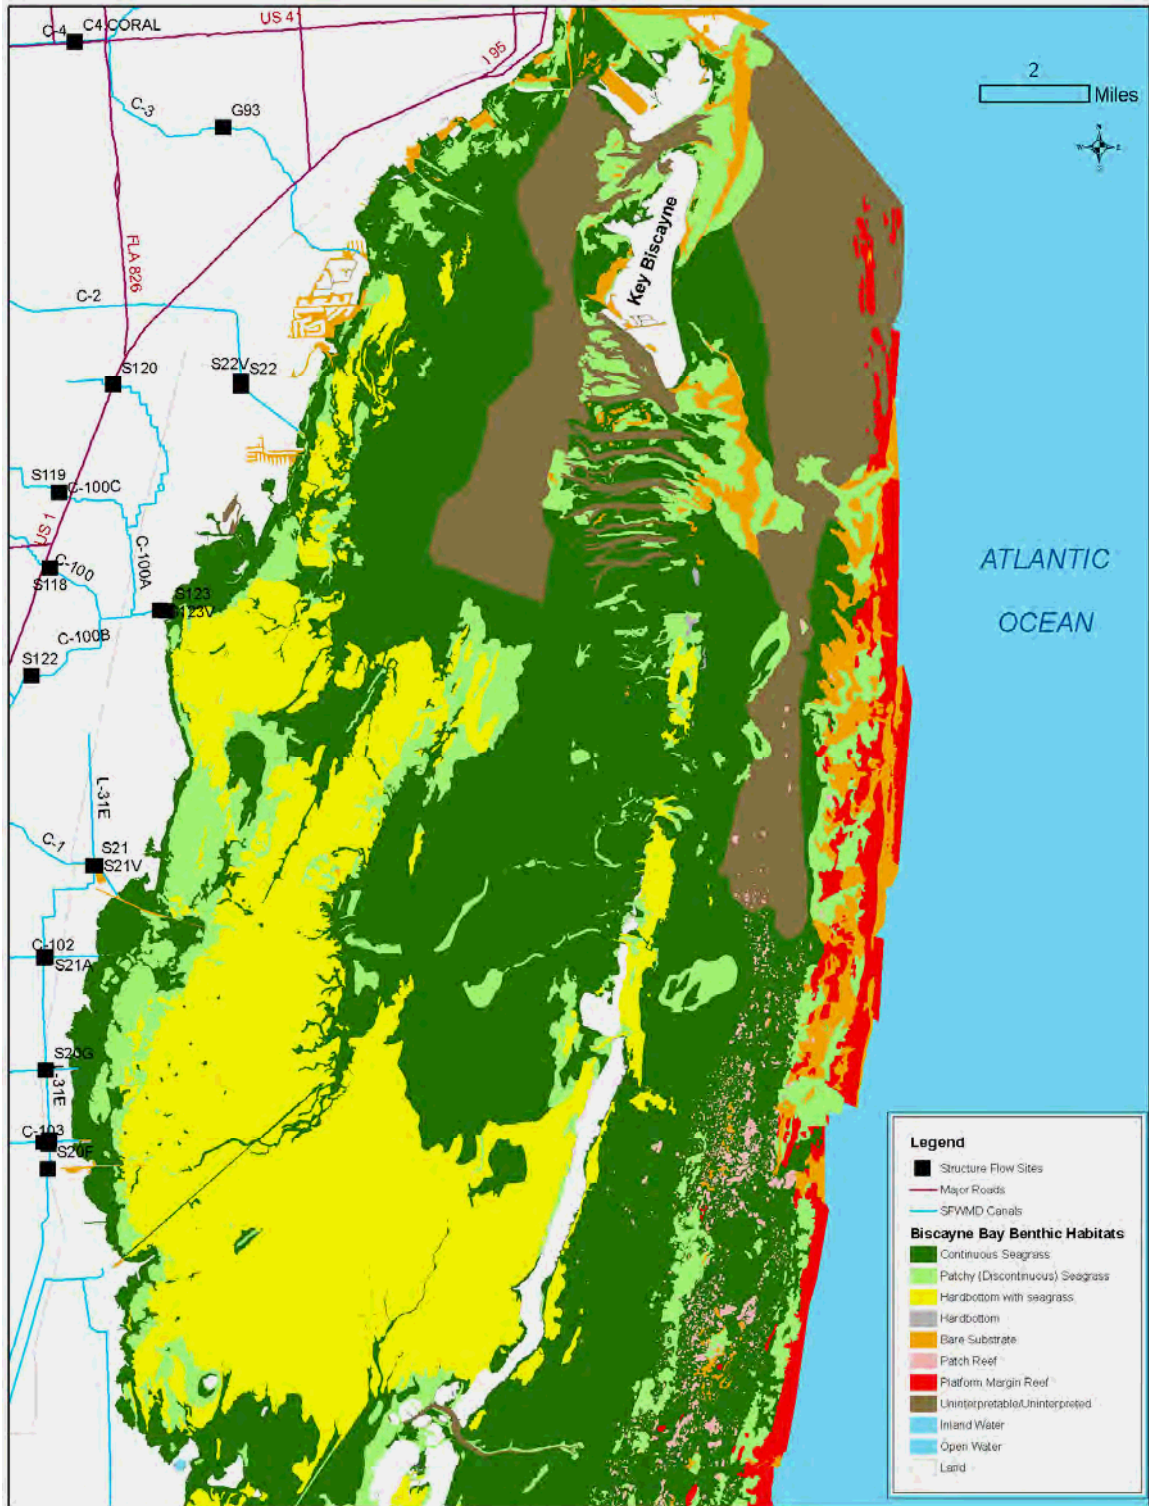 C-4
C4.CORAL
US 4
I 95
2
Miles
N
W
E
S
C-3
G93
FLA 826
Key Biscayne
C-2
S120
S22V
S22
S119
C-100C
US 1
C-100
S118
C-100A
S123
S123V
C-100B
S122
ATLANTIC
OCEAN
L-31E
C-1
S21
S21V
C-102
S21A
S20G
L-31E
C-103
S20F
Legend
Structure Flow Sites
Major Roads
SFWMD Canals
Biscayne Bay Benthic Habitats
Continuous Seagrass
Patchy (Discontinuous) Seagrass
Hardbottom with seagrass
Hardbottom
Bare Substrate
Patch Reef
Platform Margin Reef
Uninterpretable/Uninterpreted
Inland Water
Open Water
Land